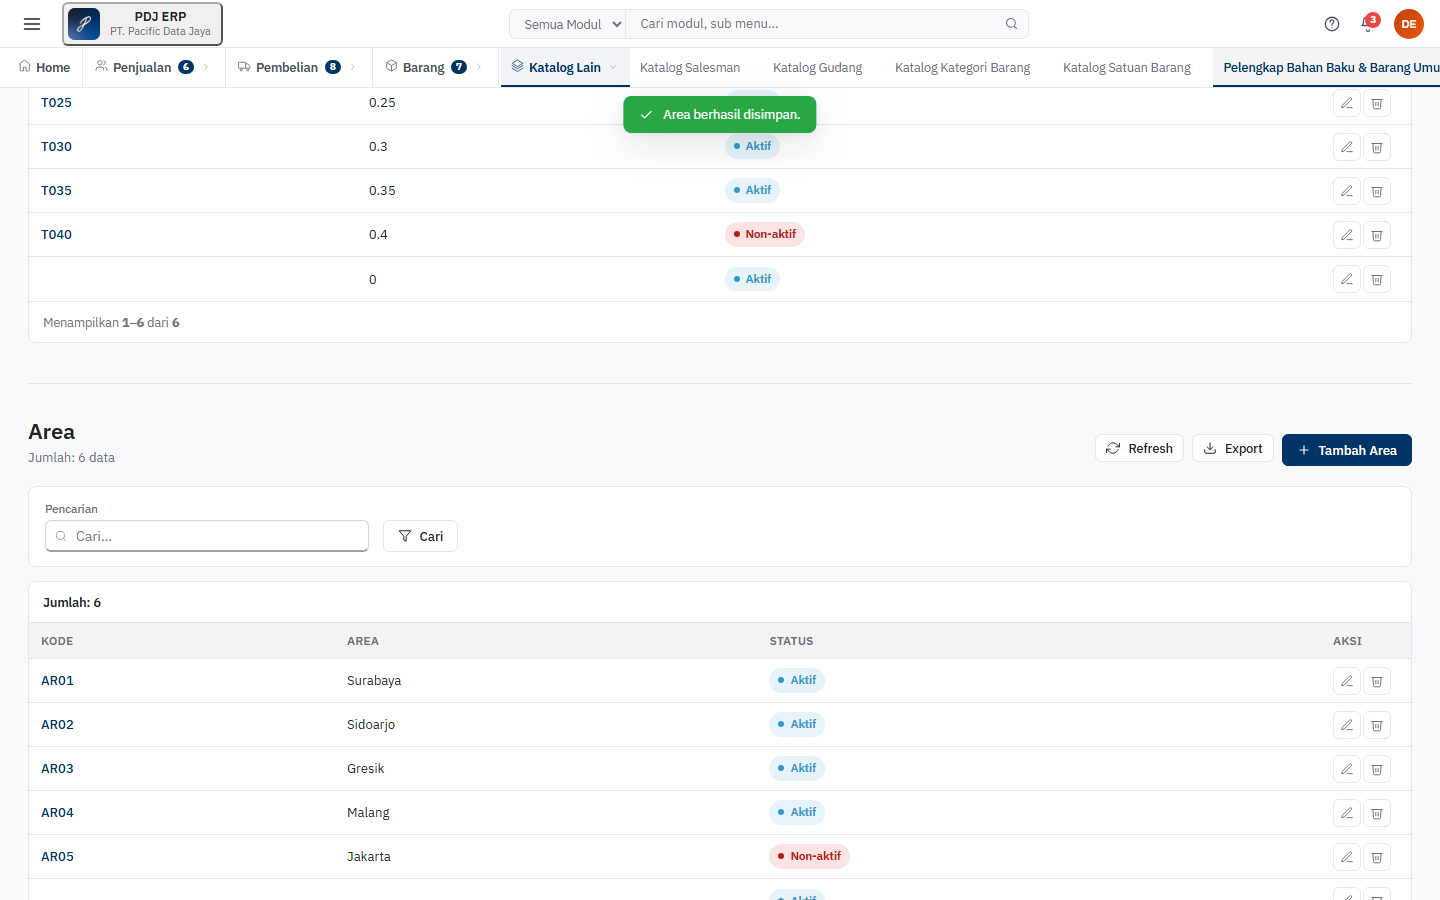 PDJ ERP
PT. Pacific Data Jaya
Semua Modul
Cari modul, sub menu...
3
DE
Home
Penjualan 6
Pembelian 8
Barang 7
Katalog Lain
Katalog Salesman
Katalog Gudang
Katalog Kategori Barang
Katalog Satuan Barang
Pelengkap Bahan Baku & Barang Umu
T025 0.25
Area berhasil disimpan.
T030 0.3 Aktif
T035 0.35 Aktif
T040 0.4 Non-aktif
0 Aktif
Menampilkan 1–6 dari 6
Area
Jumlah: 6 data
Refresh
Export
Tambah Area
Pencarian
Cari...
Cari
Jumlah: 6
KODE AREA STATUS AKSI
AR01 Surabaya Aktif
AR02 Sidoarjo Aktif
AR03 Gresik Aktif
AR04 Malang Aktif
AR05 Jakarta Non-aktif
Aktif